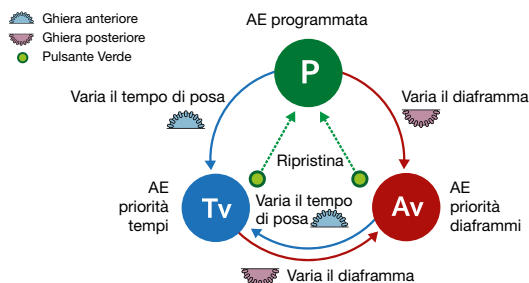 Ghiera anteriore
Ghiera posteriore
Pulsante Verde
AE programmata
P
Varia il tempo di posa
Varia il diaframma
Ripristina
AE
priorità
tempi
Tv
Varia il tempo
di posa
Av
AE
priorità
diaframmi
Varia il diaframma